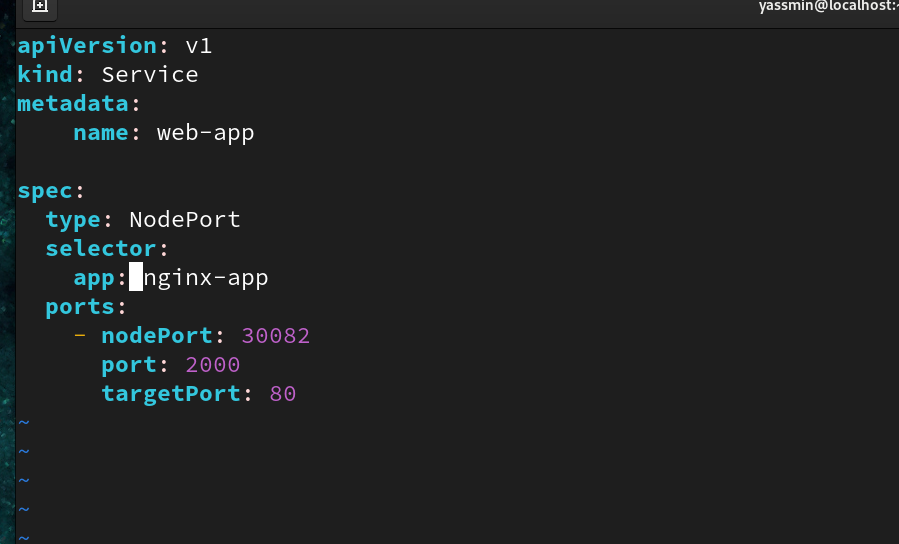 yassmin@localhost:~
apiVersion: v1
kind: Service
metadata:
    name: web-app

spec:
  type: NodePort
  selector:
    app: nginx-app
  ports:
    - nodePort: 30082
      port: 2000
      targetPort: 80
~
~
~
~
~